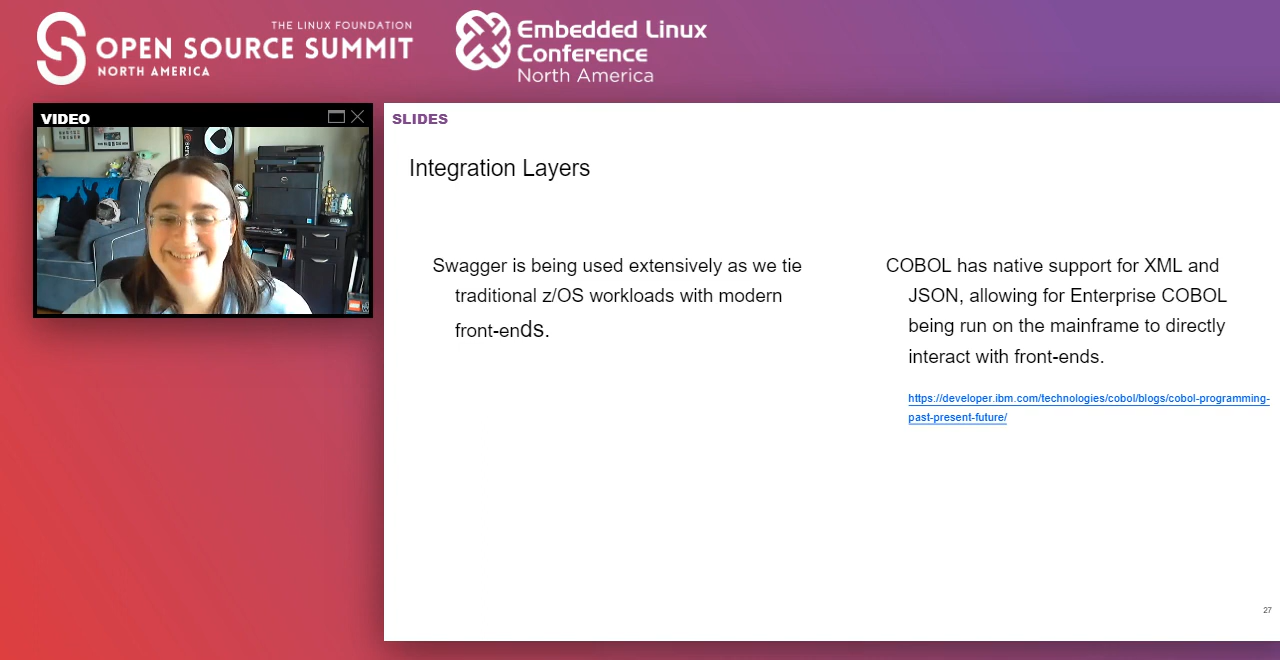 THE LINUX FOUNDATION
OPEN SOURCE SUMMIT
NORTH AMERICA
Embedded Linux
Conference
North America
VIDEO
SLIDES
Integration Layers
Swagger is being used extensively as we tie
traditional z/OS workloads with modern
front-ends.
COBOL has native support for XML and
JSON, allowing for Enterprise COBOL
being run on the mainframe to directly
interact with front-ends.
https://developer.ibm.com/technologies/cobol/blogs/cobol-programming-
past-present-future/
27